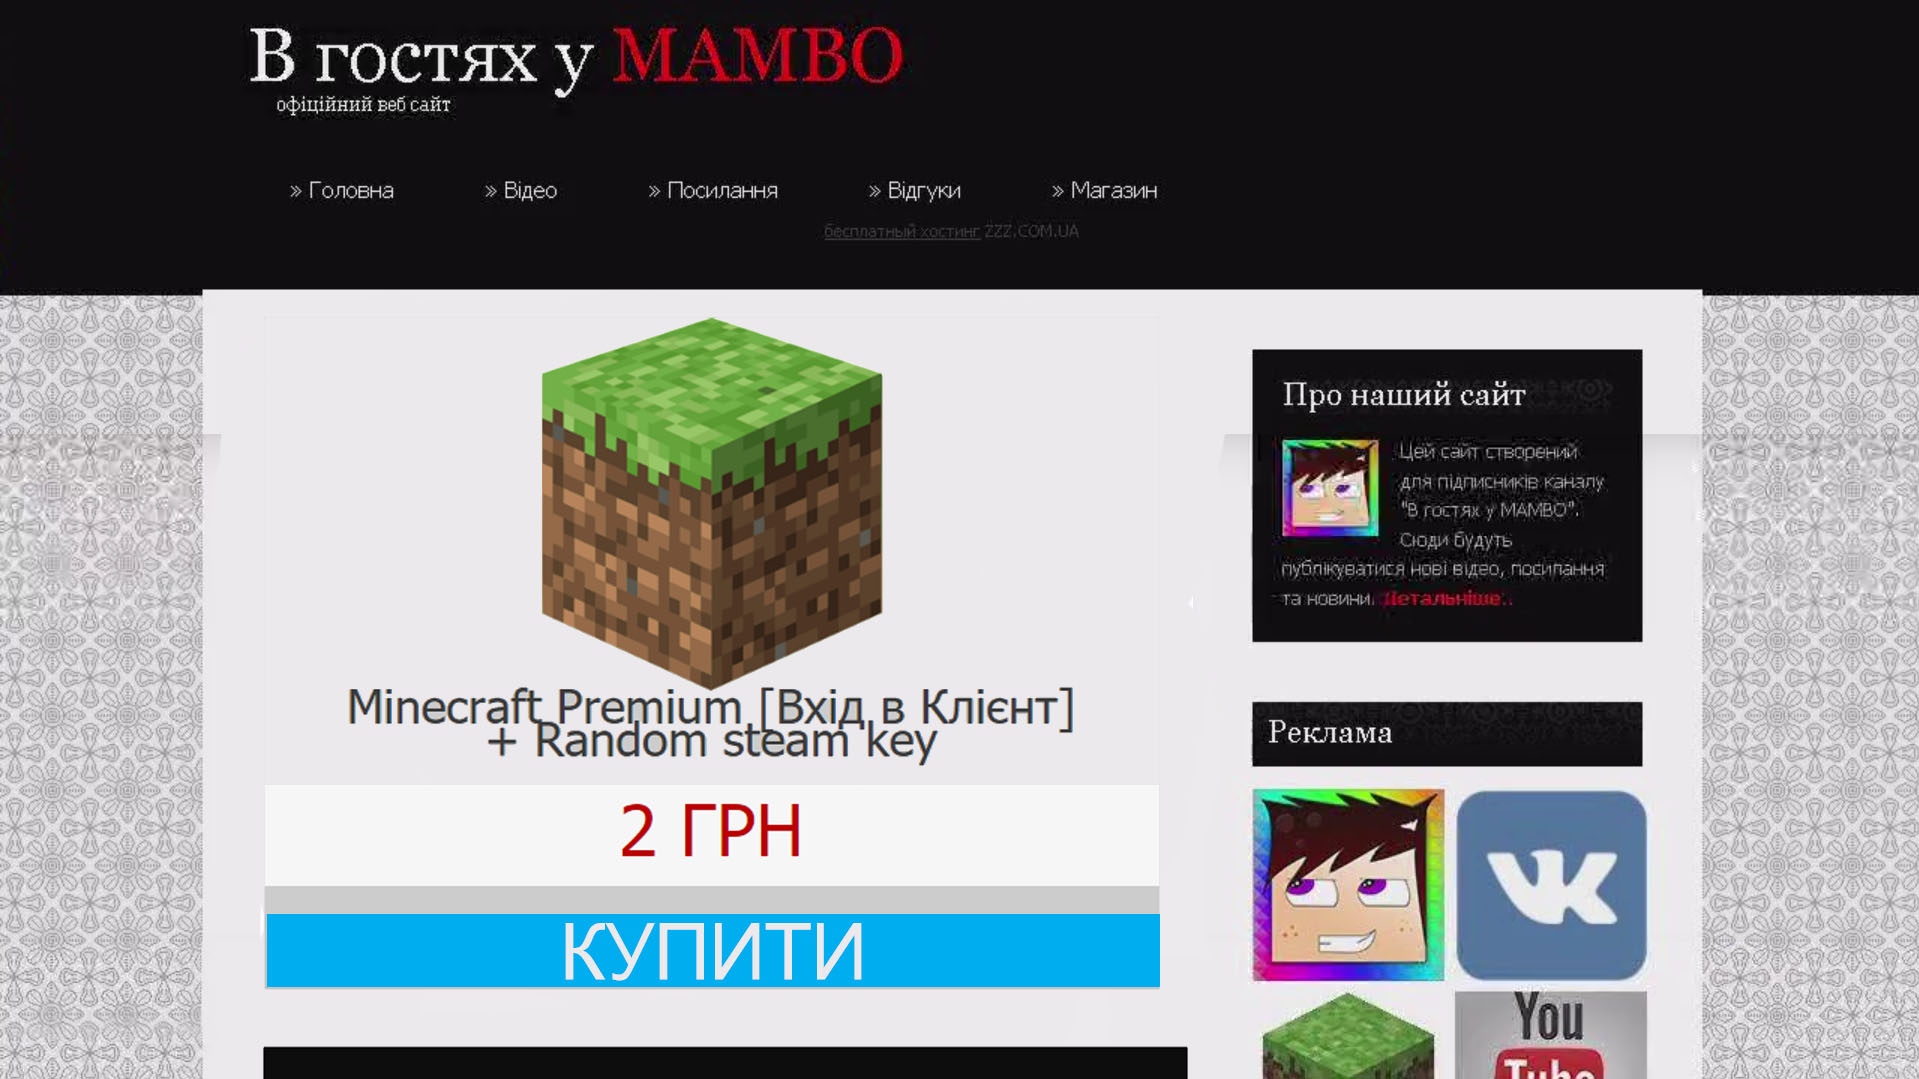 В гостях у MAMBO
офіційний веб сайт
» Головна
» Відео
» Посилання
» Відгуки
» Магазин
бесплатный хостинг ZZZ.COM.UA
Minecraft Premium [Вхід в Клієнт]
+ Random steam key
2 ГРН
КУПИТИ
Про наший сайт
Цей сайт створений
для підписників каналу
"В гостях у MAMBO".
Сюди будуть
публікуватися нові відео, посилання
та новини. Детальніше..
Реклама
You
Tube